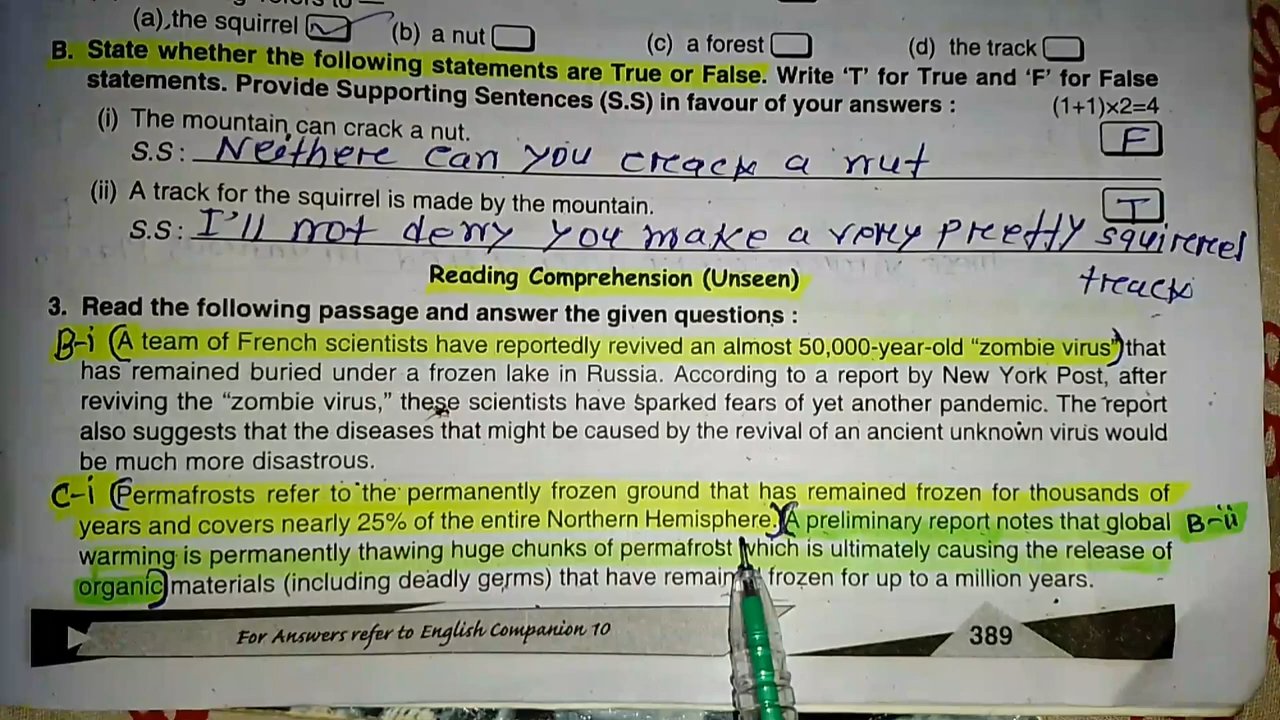 (a) the squirrel (b) a nut (c) a forest (d) the track
B. State whether the following statements are True or False. Write ‘T’ for True and ‘F’ for False
statements. Provide Supporting Sentences (S.S) in favour of your answers : (1+1)×2=4
(i) The mountain can crack a nut. F
S.S: Neithere can you creack a nut
(ii) A track for the squirrel is made by the mountain. T
S.S: I'll not deny you make a very preetty squirerel
treack
Reading Comprehension (Unseen)
3. Read the following passage and answer the given questions :
B-i (A team of French scientists have reportedly revived an almost 50,000-year-old “zombie virus”) that
has remained buried under a frozen lake in Russia. According to a report by New York Post, after
reviving the “zombie virus,” these scientists have sparked fears of yet another pandemic. The report
also suggests that the diseases that might be caused by the revival of an ancient unknown virus would
be much more disastrous.
C-i (Permafrosts refer to the permanently frozen ground that has remained frozen for thousands of
years and covers nearly 25% of the entire Northern Hemisphere.) (A preliminary report notes that global B-ii
warming is permanently thawing huge chunks of permafrost which is ultimately causing the release of
organic) materials (including deadly germs) that have remain frozen for up to a million years.
For Answers refer to English Companion 10 389